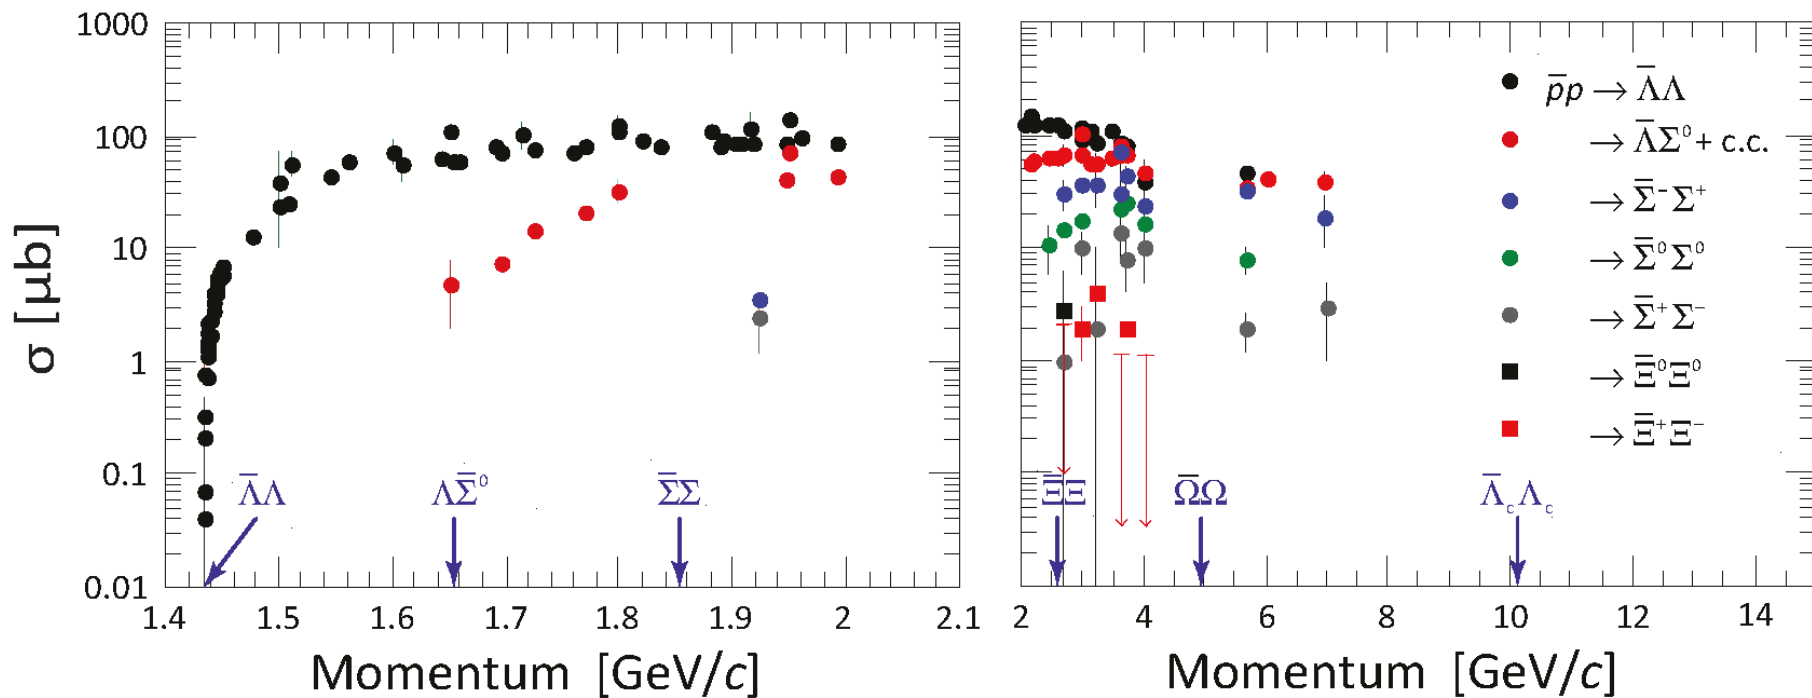 1000
100
10
1
0.1
0.01
σ [μb]
Λ̅Λ
ΛΣ̅⁰
Σ̅Σ
1.4 1.5 1.6 1.7 1.8 1.9 2 2.1
Momentum [GeV/c]
p̅p → Λ̅Λ
→ Λ̅Σ⁰ + c.c.
→ Σ̅⁻Σ⁺
→ Σ̅⁰Σ⁰
→ Σ̅⁺Σ⁻
→ Ξ̅⁰Ξ⁰
→ Ξ̅⁺Ξ⁻
Ξ̅Ξ
Ω̅Ω
Λ̅cΛc
2 4 6 8 10 12 14
Momentum [GeV/c]